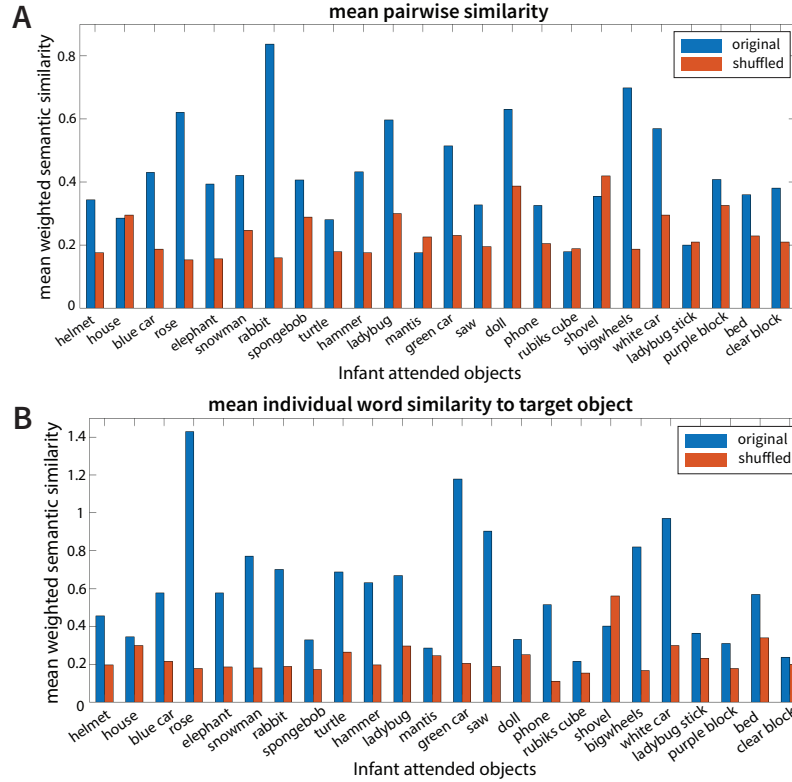 A
mean pairwise similarity
original
shuffled
mean weighted semantic similarity
0.8
0.6
0.4
0.2
0
helmet
house
blue car
rose
elephant
snowman
rabbit
spongebob
turtle
hammer
ladybug
mantis
green car
saw
doll
phone
rubiks cube
shovel
bigwheels
white car
ladybug stick
purple block
bed
clear block
Infant attended objects
B
mean individual word similarity to target object
original
shuffled
mean weighted semantic similarity
1.4
1.2
1
0.8
0.6
0.4
0.2
0
helmet
house
blue car
rose
elephant
snowman
rabbit
spongebob
turtle
hammer
ladybug
mantis
green car
saw
doll
phone
rubiks cube
shovel
bigwheels
white car
ladybug stick
purple block
bed
clear block
Infant attended objects